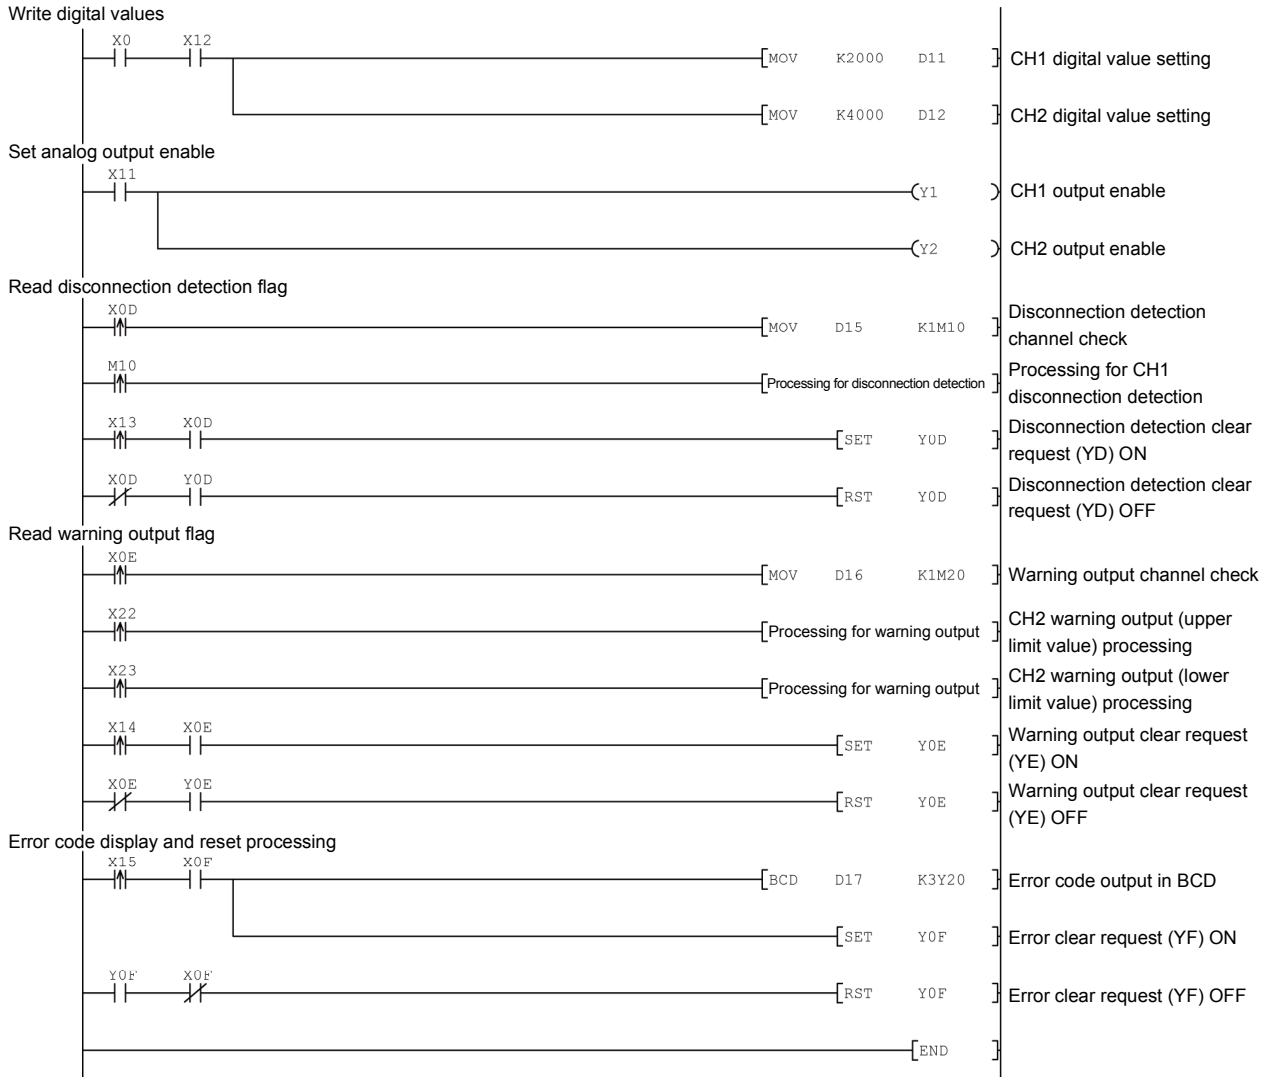 Write digital values
X0 X12
MOV K2000 D11 CH1 digital value setting
MOV K4000 D12 CH2 digital value setting
Set analog output enable
X11
Y1 CH1 output enable
Y2 CH2 output enable
Read disconnection detection flag
X0D
MOV D15 K1M10 Disconnection detection
channel check
M10
Processing for disconnection detection Processing for CH1
disconnection detection
X13 X0D
SET Y0D Disconnection detection clear
request (YD) ON
X0D Y0D
RST Y0D Disconnection detection clear
request (YD) OFF
Read warning output flag
X0E
MOV D16 K1M20 Warning output channel check
X22
Processing for warning output CH2 warning output (upper
limit value) processing
X23
Processing for warning output CH2 warning output (lower
limit value) processing
X14 X0E
SET Y0E Warning output clear request
(YE) ON
X0E Y0E
RST Y0E Warning output clear request
(YE) OFF
Error code display and reset processing
X15 X0F
BCD D17 K3Y20 Error code output in BCD
SET Y0F Error clear request (YF) ON
Y0F X0F
RST Y0F Error clear request (YF) OFF
END